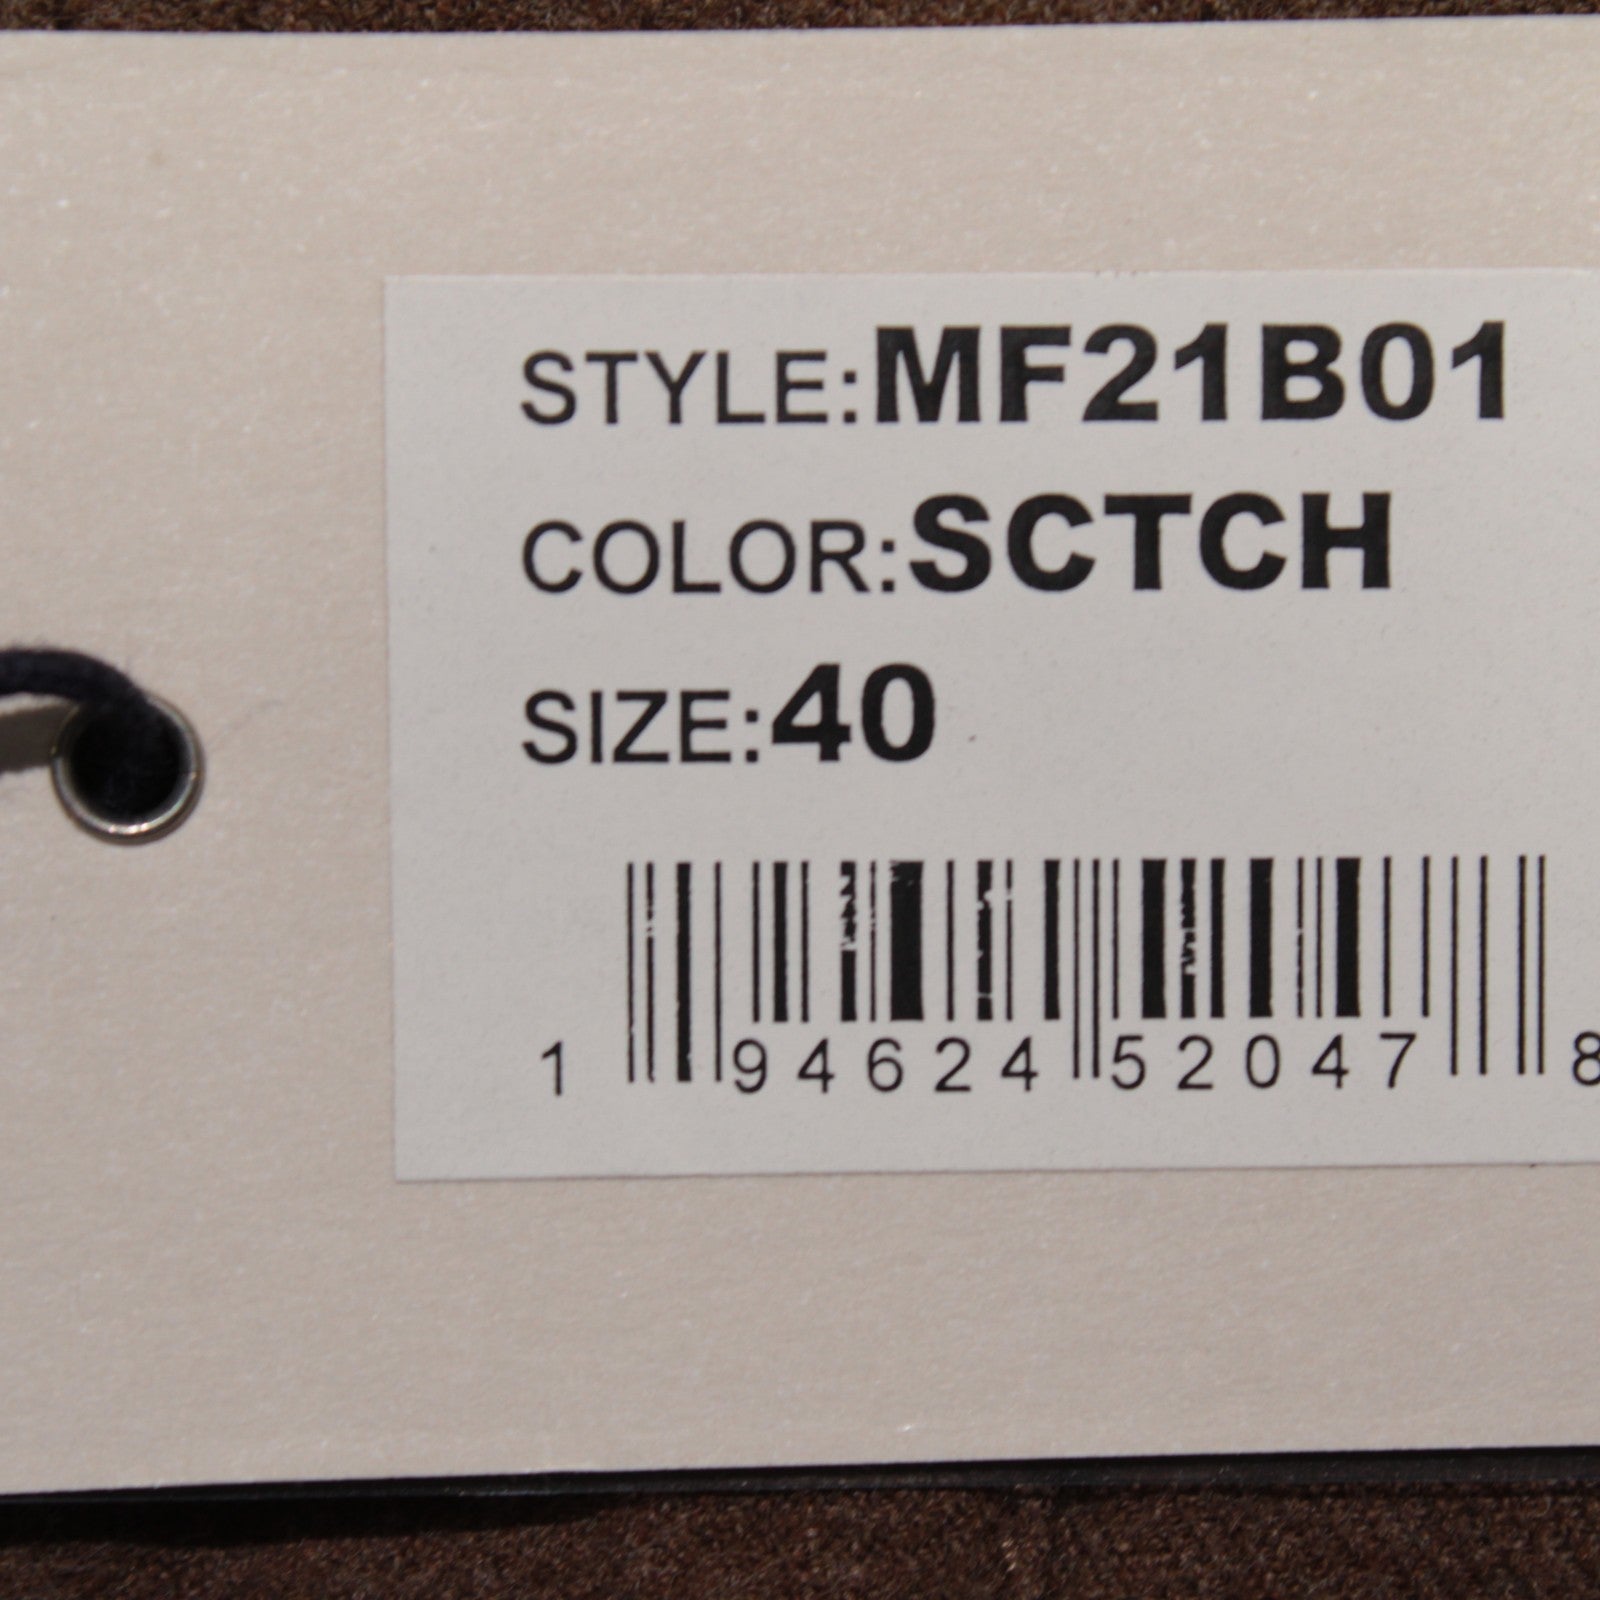 STYLE:MF21B01
COLOR:SCTCH
SIZE:40
1 94624 52047 8